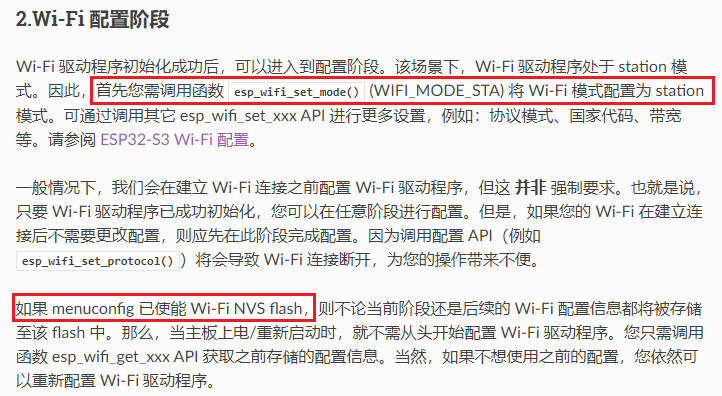 2.Wi-Fi 配置阶段
Wi-Fi 驱动程序初始化成功后，可以进入到配置阶段。该场景下，Wi-Fi 驱动程序处于 station 模
式。因此，首先您需调用函数 esp_wifi_set_mode() (WIFI_MODE_STA) 将 Wi-Fi 模式配置为 station
模式。可通过调用其它 esp_wifi_set_xxx API 进行更多设置，例如：协议模式、国家代码、带宽
等。请参阅 ESP32-S3 Wi-Fi 配置。
一般情况下，我们会在建立 Wi-Fi 连接之前配置 Wi-Fi 驱动程序，但这 并非 强制要求。也就是说，
只要 Wi-Fi 驱动程序已成功初始化，您可以在任意阶段进行配置。但是，如果您的 Wi-Fi 在建立连
接后不需要更改配置，则应先在此阶段完成配置。因为调用配置 API（例如
esp_wifi_set_protocol() ）将会导致 Wi-Fi 连接断开，为您的操作带来不便。
如果 menuconfig 已使能 Wi-Fi NVS flash，则不论当前阶段还是后续的 Wi-Fi 配置信息都将被存储
至该 flash 中。那么，当主板上电/重新启动时，就不需从头开始配置 Wi-Fi 驱动程序。您只需调用
函数 esp_wifi_get_xxx API 获取之前存储的配置信息。当然，如果不想使用之前的配置，您依然可
以重新配置 Wi-Fi 驱动程序。